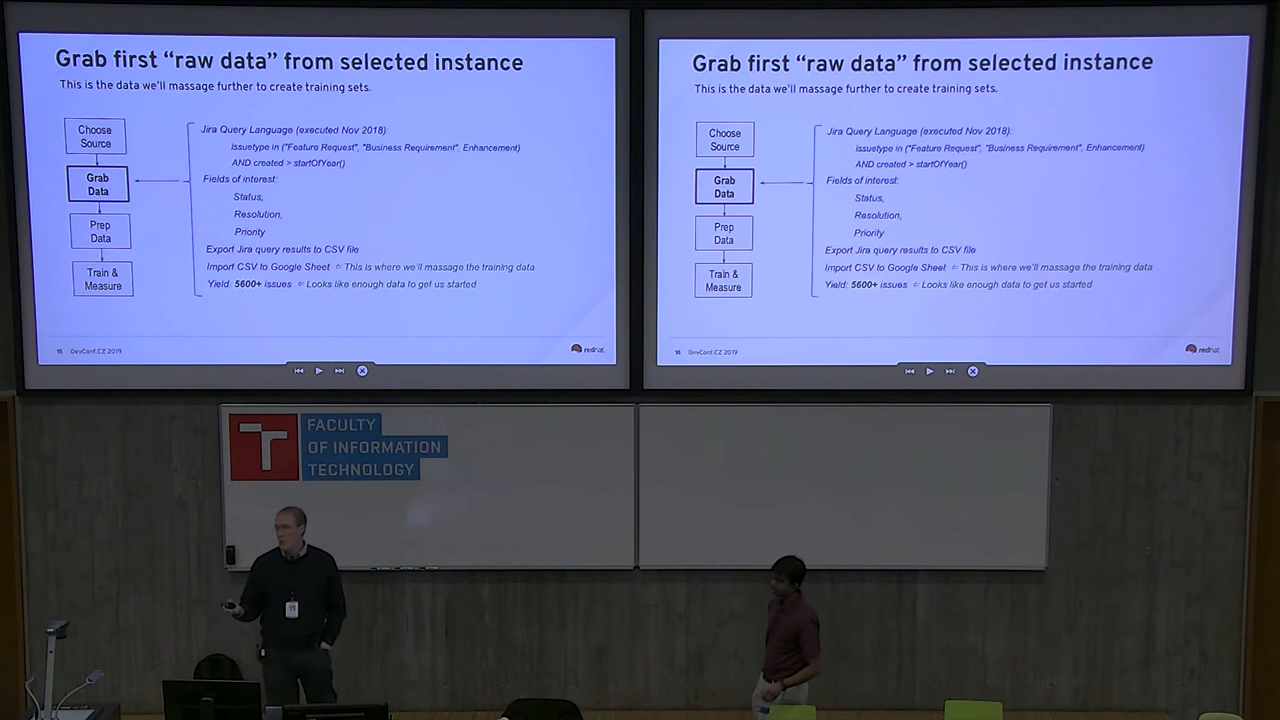 Grab first “raw data” from selected instance
This is the data we'll massage further to create training sets.
Choose
Source
Grab
Data
Prep
Data
Train &
Measure
Jira Query Language (executed Nov 2018):
issuetype in ("Feature Request", "Business Requirement", Enhancement)
AND created > startOfYear()
Fields of interest:
Status,
Resolution,
Priority
Export Jira query results to CSV file
Import CSV to Google Sheet ⇐ This is where we'll massage the training data
Yield: 5600+ issues ⇐ Looks like enough data to get us started
16 DevConf.CZ 2019
redhat.
Grab first “raw data” from selected instance
This is the data we'll massage further to create training sets.
Choose
Source
Grab
Data
Prep
Data
Train &
Measure
Jira Query Language (executed Nov 2018):
issuetype in ("Feature Request", "Business Requirement", Enhancement)
AND created > startOfYear()
Fields of interest:
Status,
Resolution,
Priority
Export Jira query results to CSV file
Import CSV to Google Sheet ⇐ This is where we'll massage the training data
Yield: 5600+ issues ⇐ Looks like enough data to get us started
16 DevConf.CZ 2019
redhat.
FACULTY
OF INFORMATION
TECHNOLOGY